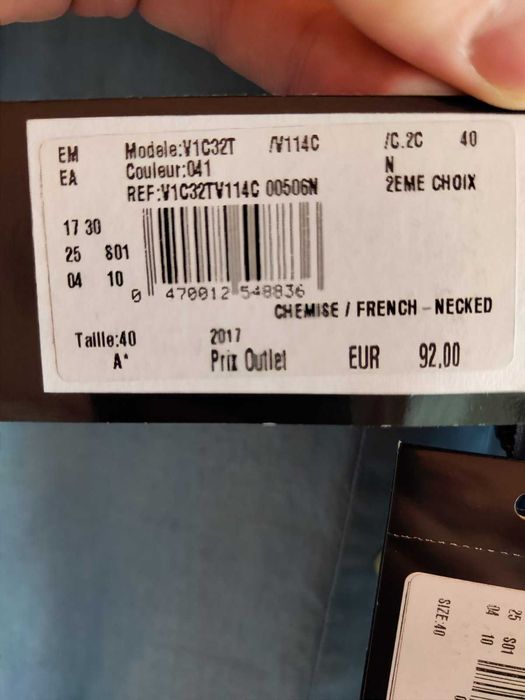 EM Modele:V1C32T /V114C /C.2C 40
EA Couleur:041 N
REF:V1C32TV114C 00506N 2EME CHOIX
17 30
25 S01
04 10
0 470012 548836
CHEMISE / FRENCH - NECKED
Taille:40 2017
A* Prix Outlet EUR 92,00
25 S01
04 10
SIZE:40